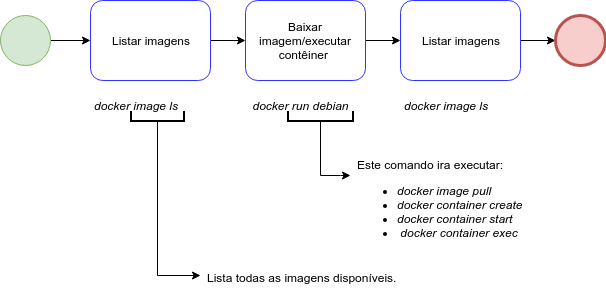 Listar imagens
Baixar
imagem/executar
contêiner
Listar imagens
docker image ls
docker run debian
docker image ls
Este comando ira executar:
• docker image pull
• docker container create
• docker container start
• docker container exec
Lista todas as imagens disponíveis.